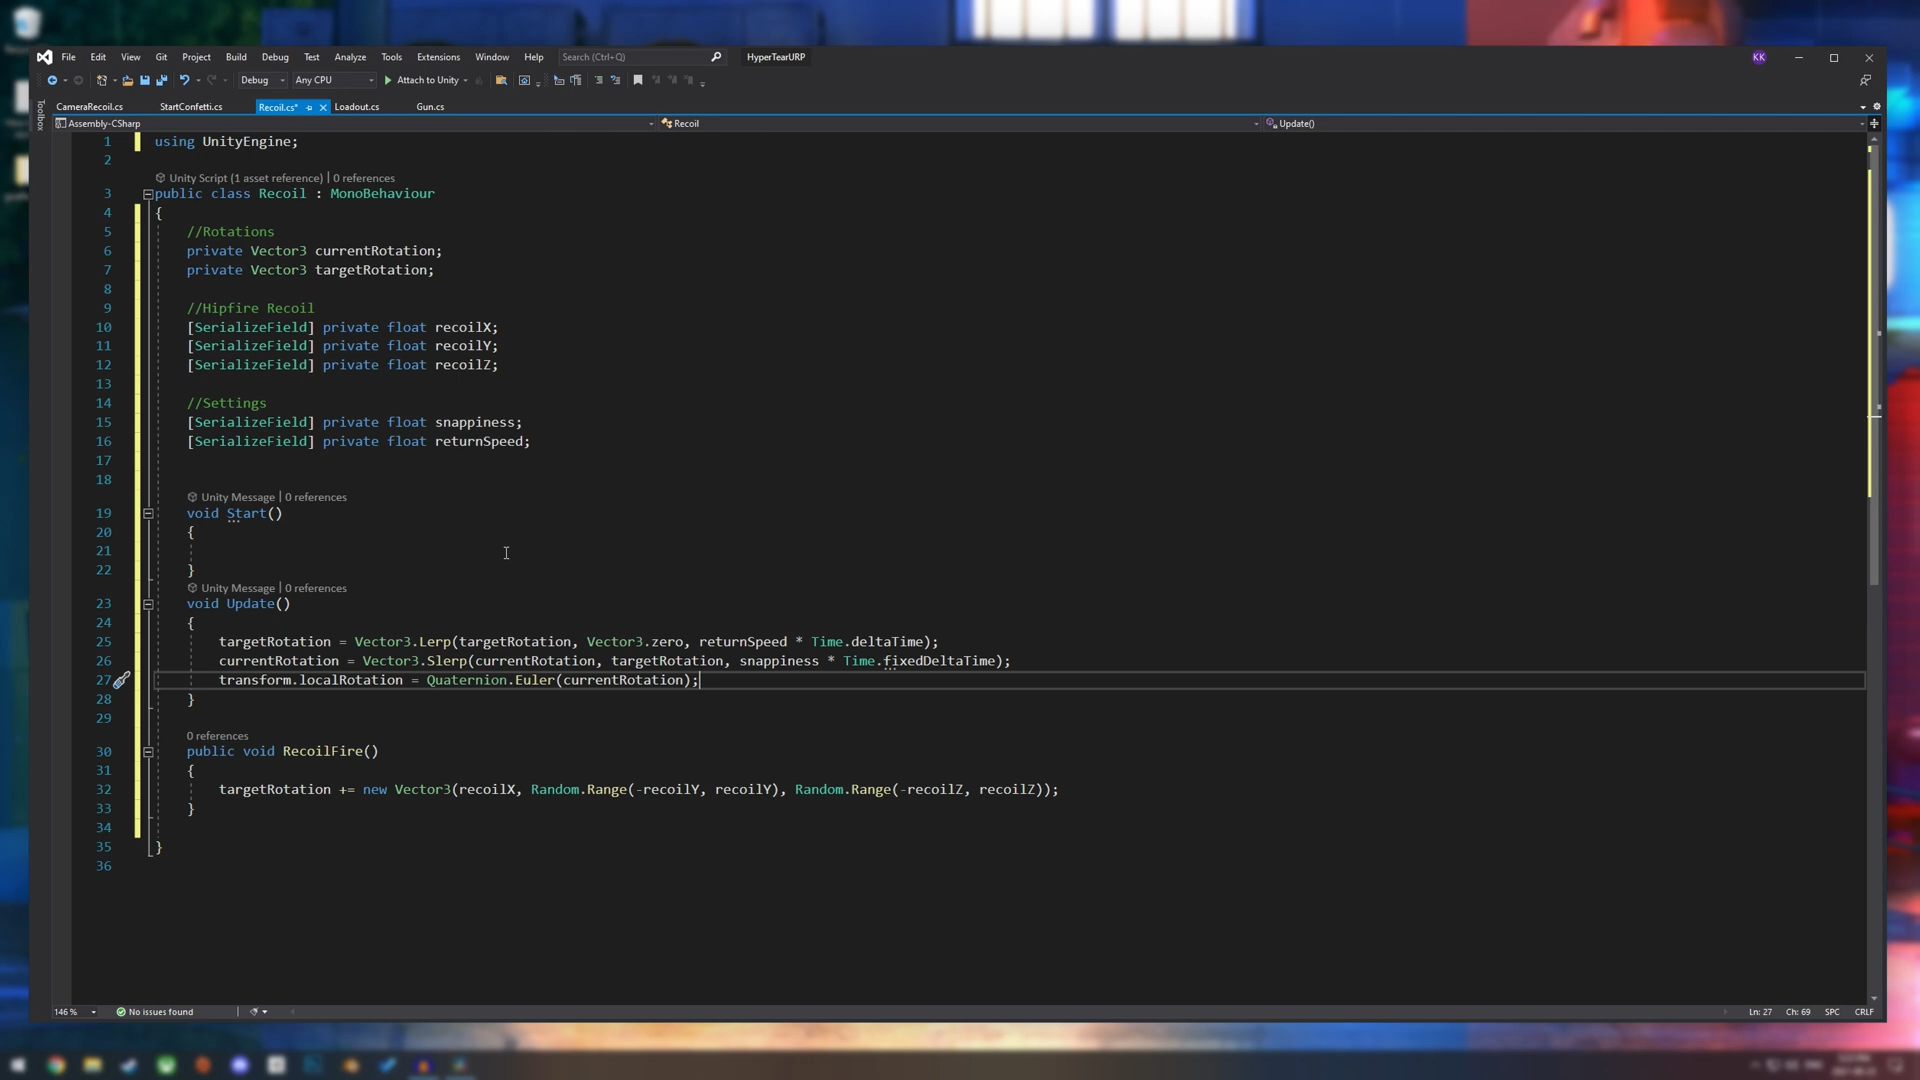 File Edit View Git Project Build Debug Test Analyze Tools Extensions Window Help Search (Ctrl+Q) HyperTearURP KK
Debug Any CPU Attach to Unity
CameraRecoil.cs StartConfetti.cs Recoil.cs* Loadout.cs Gun.cs
Toolbox
Assembly-CSharp Recoil Update()
1 using UnityEngine;
2
Unity Script (1 asset reference) | 0 references
3 public class Recoil : MonoBehaviour
4 {
5 //Rotations
6 private Vector3 currentRotation;
7 private Vector3 targetRotation;
8
9 //Hipfire Recoil
10 [SerializeField] private float recoilX;
11 [SerializeField] private float recoilY;
12 [SerializeField] private float recoilZ;
13
14 //Settings
15 [SerializeField] private float snappiness;
16 [SerializeField] private float returnSpeed;
17
18
Unity Message | 0 references
19 void Start()
20 {
21
22 }
Unity Message | 0 references
23 void Update()
24 {
25 targetRotation = Vector3.Lerp(targetRotation, Vector3.zero, returnSpeed * Time.deltaTime);
26 currentRotation = Vector3.Slerp(currentRotation, targetRotation, snappiness * Time.fixedDeltaTime);
27 transform.localRotation = Quaternion.Euler(currentRotation);
28 }
29
0 references
30 public void RecoilFire()
31 {
32 targetRotation += new Vector3(recoilX, Random.Range(-recoilY, recoilY), Random.Range(-recoilZ, recoilZ));
33 }
34
35 }
36
146 % No issues found Ln: 27 Ch: 69 SPC CRLF